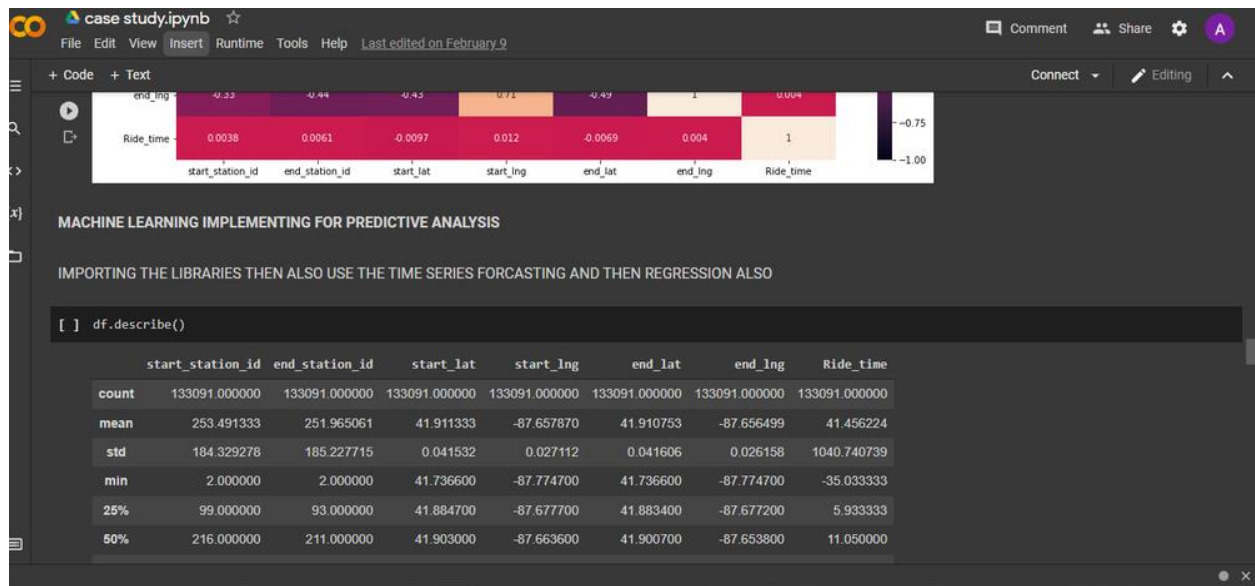 case study.ipynb
File Edit View Insert Runtime Tools Help Last edited on February 9
Comment Share A
+ Code + Text
Connect Editing
end_lng -0.33 -0.44 -0.43 0.71 -0.49 1 0.004
-0.75
Ride_time 0.0038 0.0061 -0.0097 0.012 -0.0069 0.004 1
-1.00
start_station_id end_station_id start_lat start_lng end_lat end_lng Ride_time
MACHINE LEARNING IMPLEMENTING FOR PREDICTIVE ANALYSIS
IMPORTING THE LIBRARIES THEN ALSO USE THE TIME SERIES FORCASTING AND THEN REGRESSION ALSO
[ ] df.describe()
start_station_id end_station_id start_lat start_lng end_lat end_lng Ride_time
count 133091.000000 133091.000000 133091.000000 133091.000000 133091.000000 133091.000000 133091.000000
mean 253.491333 251.965061 41.911333 -87.657870 41.910753 -87.656499 41.456224
std 184.329278 185.227715 0.041532 0.027112 0.041606 0.026158 1040.740739
min 2.000000 2.000000 41.736600 -87.774700 41.736600 -87.774700 -35.033333
25% 99.000000 93.000000 41.884700 -87.677700 41.883400 -87.677200 5.933333
50% 216.000000 211.000000 41.903000 -87.663600 41.900700 -87.653800 11.050000